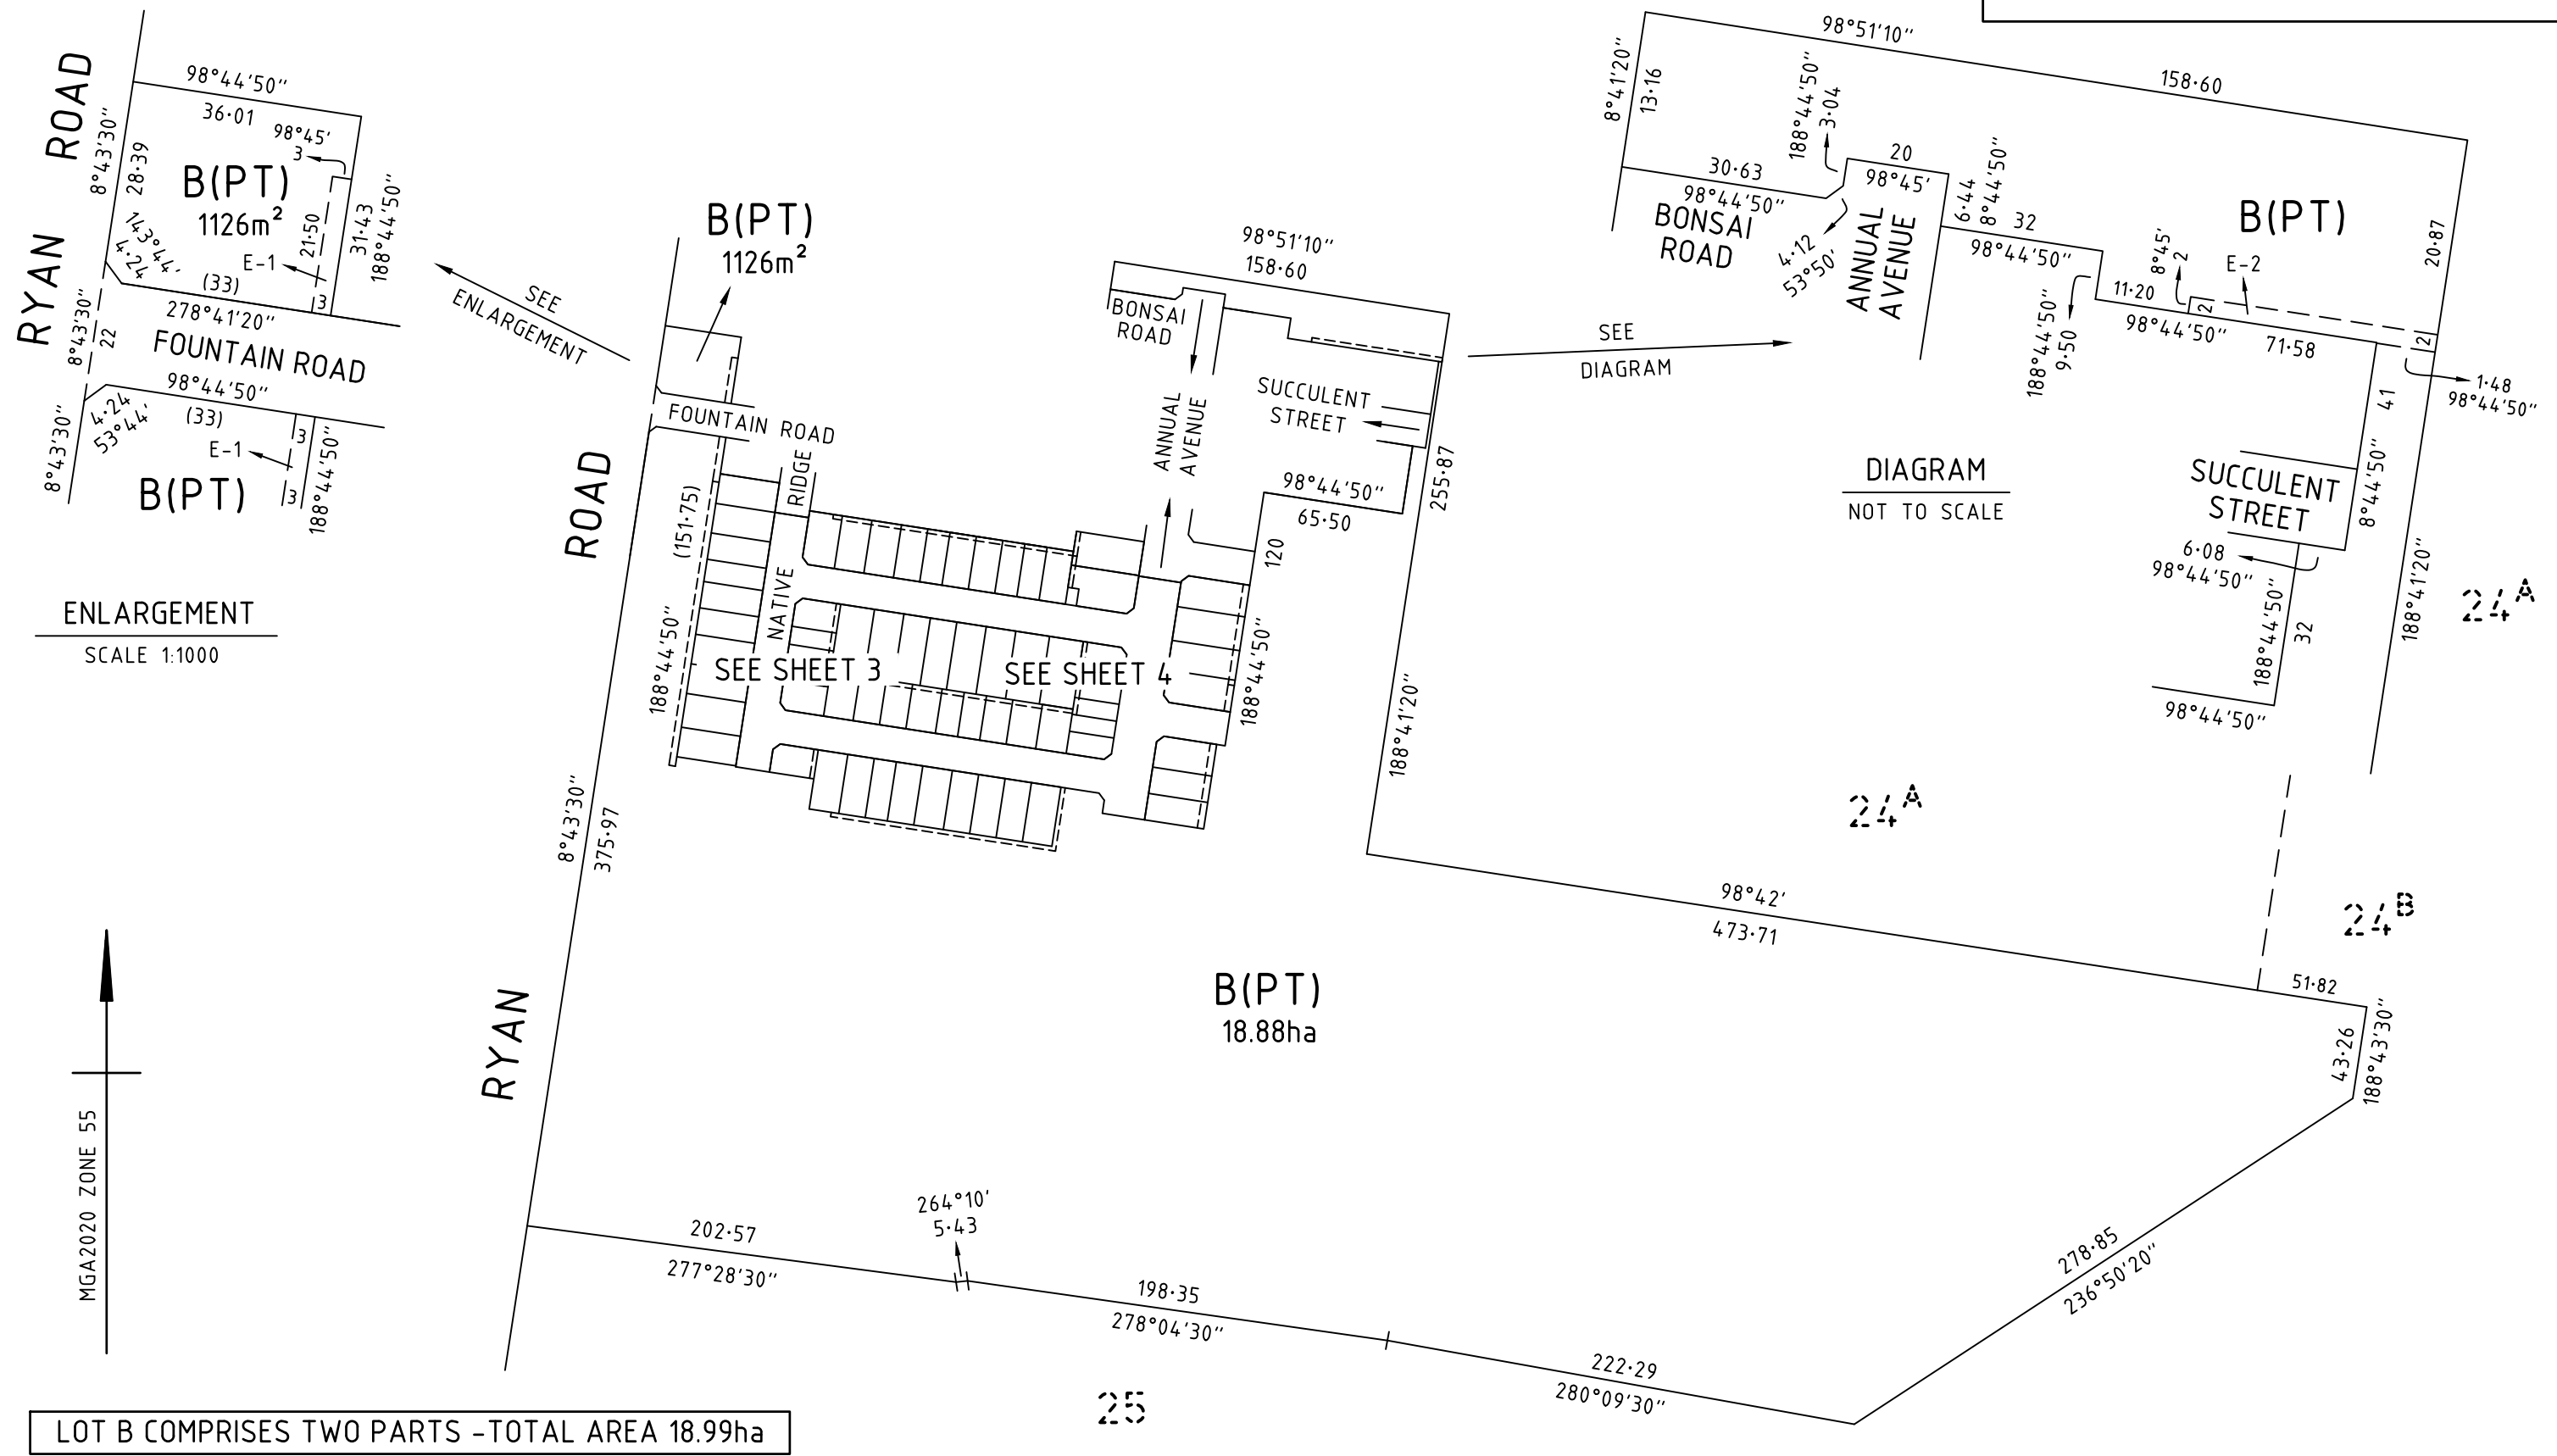 ROAD
RYAN
98°44'50"
36·01
98°45'
3
8°43'30"
28·39
B(PT)
1126m²
143°44'
4·24
21·50
31·43
188°44'50"
E-1
(33)
3
278°41'20"
8°43'30"
22
FOUNTAIN ROAD
98°44'50"
(33)
4·24
53°44'
8°43'30"
E-1
3
3
188°44'50"
B(PT)
ENLARGEMENT
SCALE 1:1000
MGA2020 ZONE 55
SEE
ENLARGEMENT
B(PT)
1126m²
FOUNTAIN ROAD
ROAD
RYAN
(151·75)
188°44'50"
RIDGE
NATIVE
SEE SHEET 3
SEE SHEET 4
8°43'30"
375·97
98°51'10"
158·60
BONSAI
ROAD
ANNUAL
AVENUE
SUCCULENT
STREET
98°44'50"
65·50
120
188°44'50"
255·87
188°41'20"
SEE
DIAGRAM
98°51'10"
158·60
8°41'20"
13·16
188°44'50"
3·04
30·63
98°44'50"
BONSAI
ROAD
20
98°45'
4·12
53°50'
ANNUAL
AVENUE
6·44
8°44'50"
32
98°44'50"
B(PT)
20·87
8°45'
2
E-2
2
11·20
98°44'50"
71·58
2
188°44'50"
9·50
1·48
98°44'50"
41
8°44'50"
DIAGRAM
NOT TO SCALE
SUCCULENT
STREET
6·08
98°44'50"
188°44'50"
32
98°44'50"
188°41'20"
24A
24A
24B
98°42'
473·71
51·82
43·26
188°43'30"
B(PT)
18.88ha
278·85
236°50'20"
202·57
277°28'30"
264°10'
5·43
198·35
278°04'30"
222·29
280°09'30"
25
LOT B COMPRISES TWO PARTS -TOTAL AREA 18.99ha